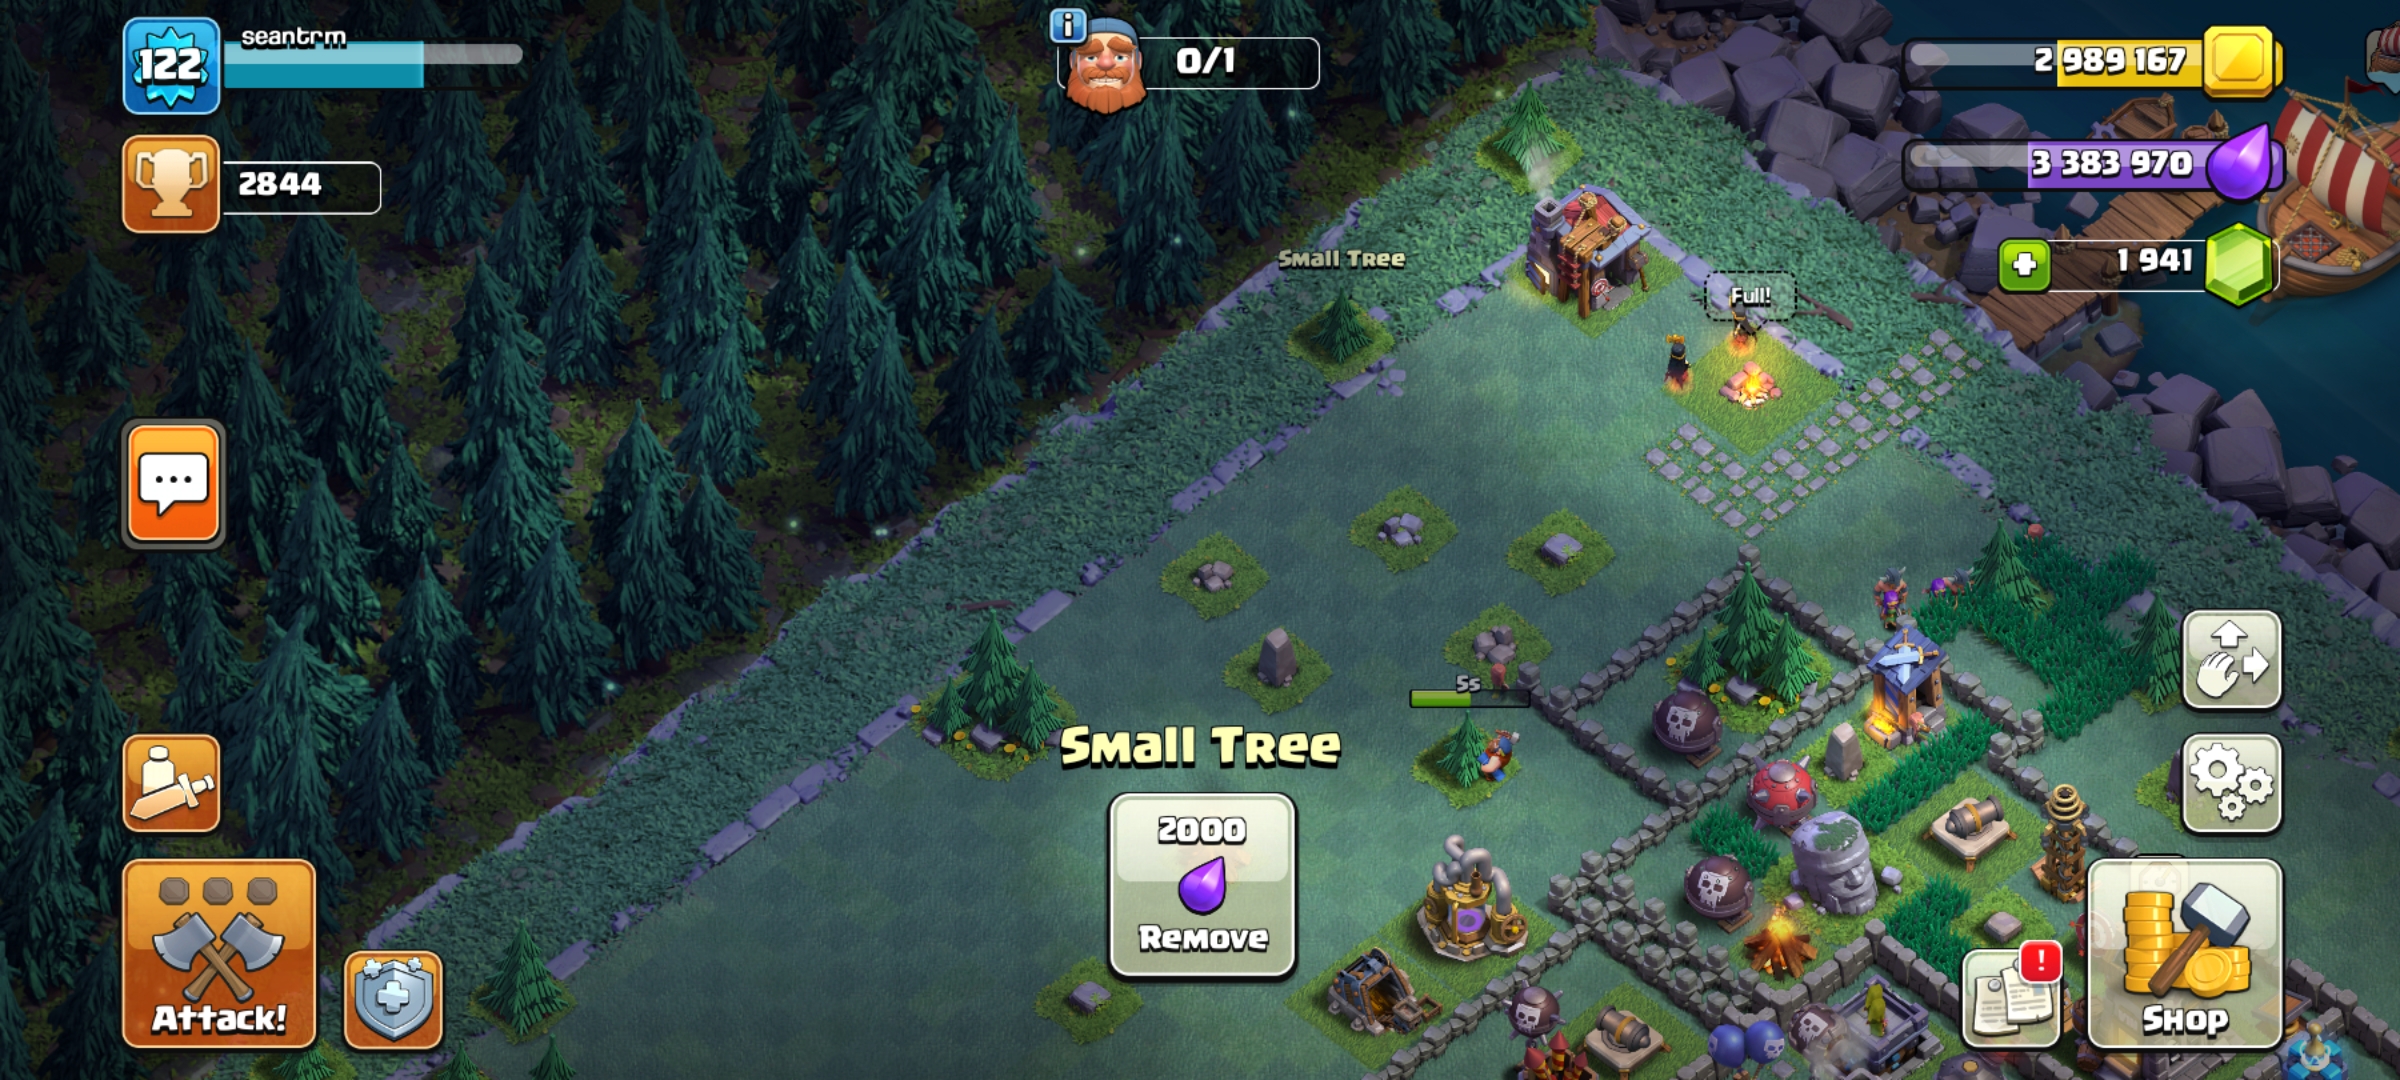 122
seantrm
0/1
2 989 167
2844
3 383 970
Small Tree
1 941
Full!
5s
Small Tree
2000
Remove
Attack!
!
Shop